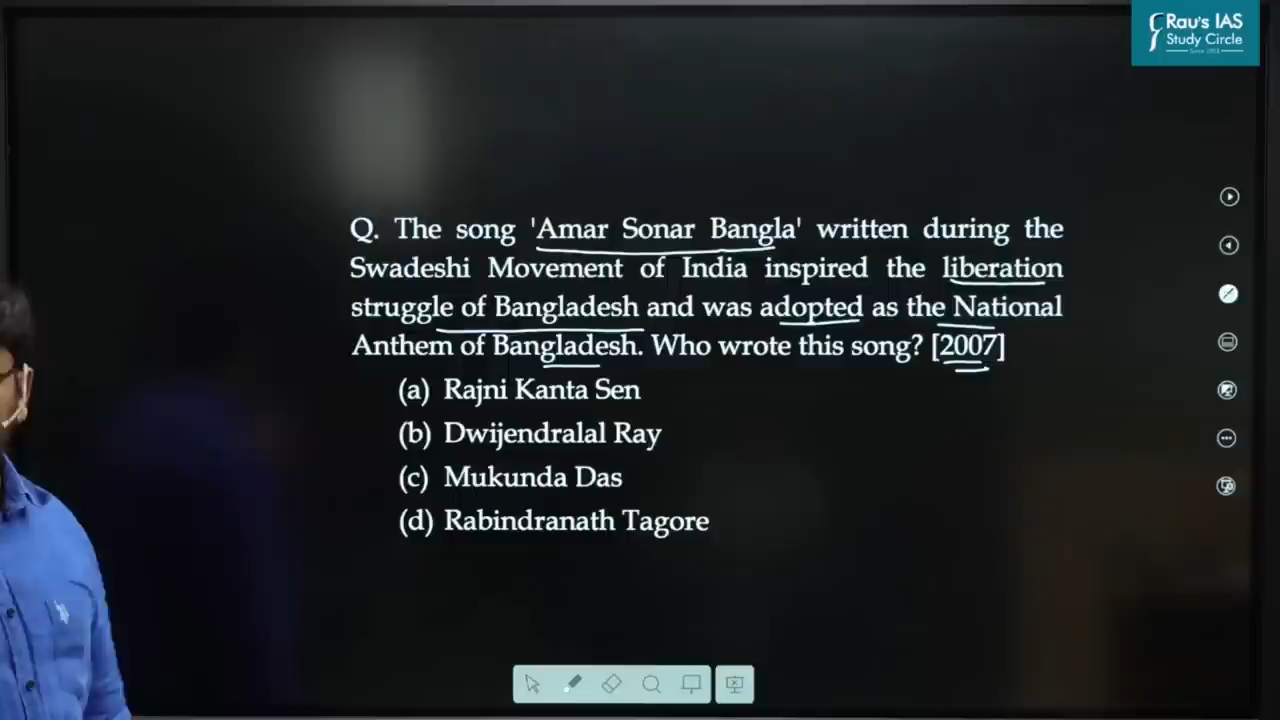 Rau's IAS
Study Circle
Q. The song 'Amar Sonar Bangla' written during the
Swadeshi Movement of India inspired the liberation
struggle of Bangladesh and was adopted as the National
Anthem of Bangladesh. Who wrote this song? [2007]
(a) Rajni Kanta Sen
(b) Dwijendralal Ray
(c) Mukunda Das
(d) Rabindranath Tagore